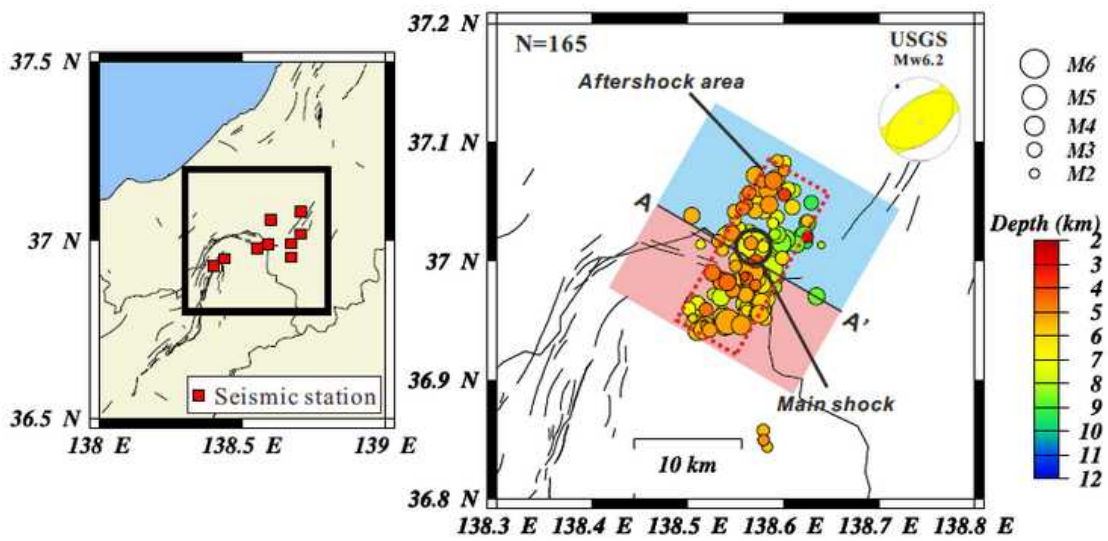 37.5 N
37 N
36.5 N
138 E
138.5 E
139 E
Seismic station
37.2 N
37.1 N
37 N
36.9 N
36.8 N
138.3 E
138.4 E
138.5 E
138.6 E
138.7 E
138.8 E
N=165
USGS
Mw6.2
Aftershock area
A
A'
Main shock
10 km
M6
M5
M4
M3
M2
Depth (km)
2
3
4
5
6
7
8
9
10
11
12